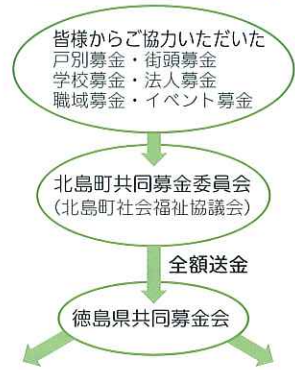 皆様からご協力いただいた
戸別募金・街頭募金
学校募金・法人募金
職域募金・イベント募金
北島町共同募金委員会
(北島町社会福祉協議会)
全額送金
徳島県共同募金会